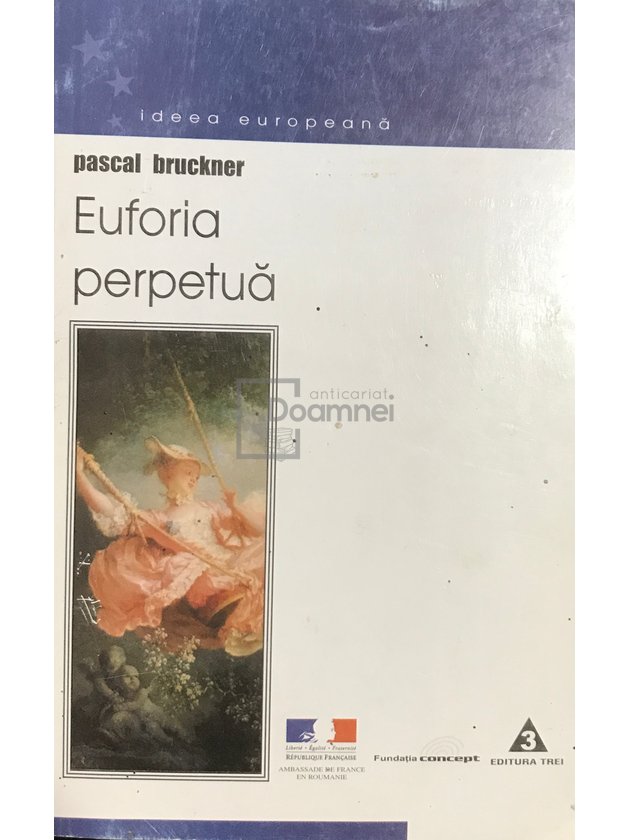 ideea europeană
pascal bruckner
Euforia
perpetuă
anticariat
Doamnei
Liberté • Égalité • Fraternité
RÉPUBLIQUE FRANÇAISE
AMBASSADE DE FRANCE
EN ROUMANIE
Fundaţia concept
3
EDITURA TREI